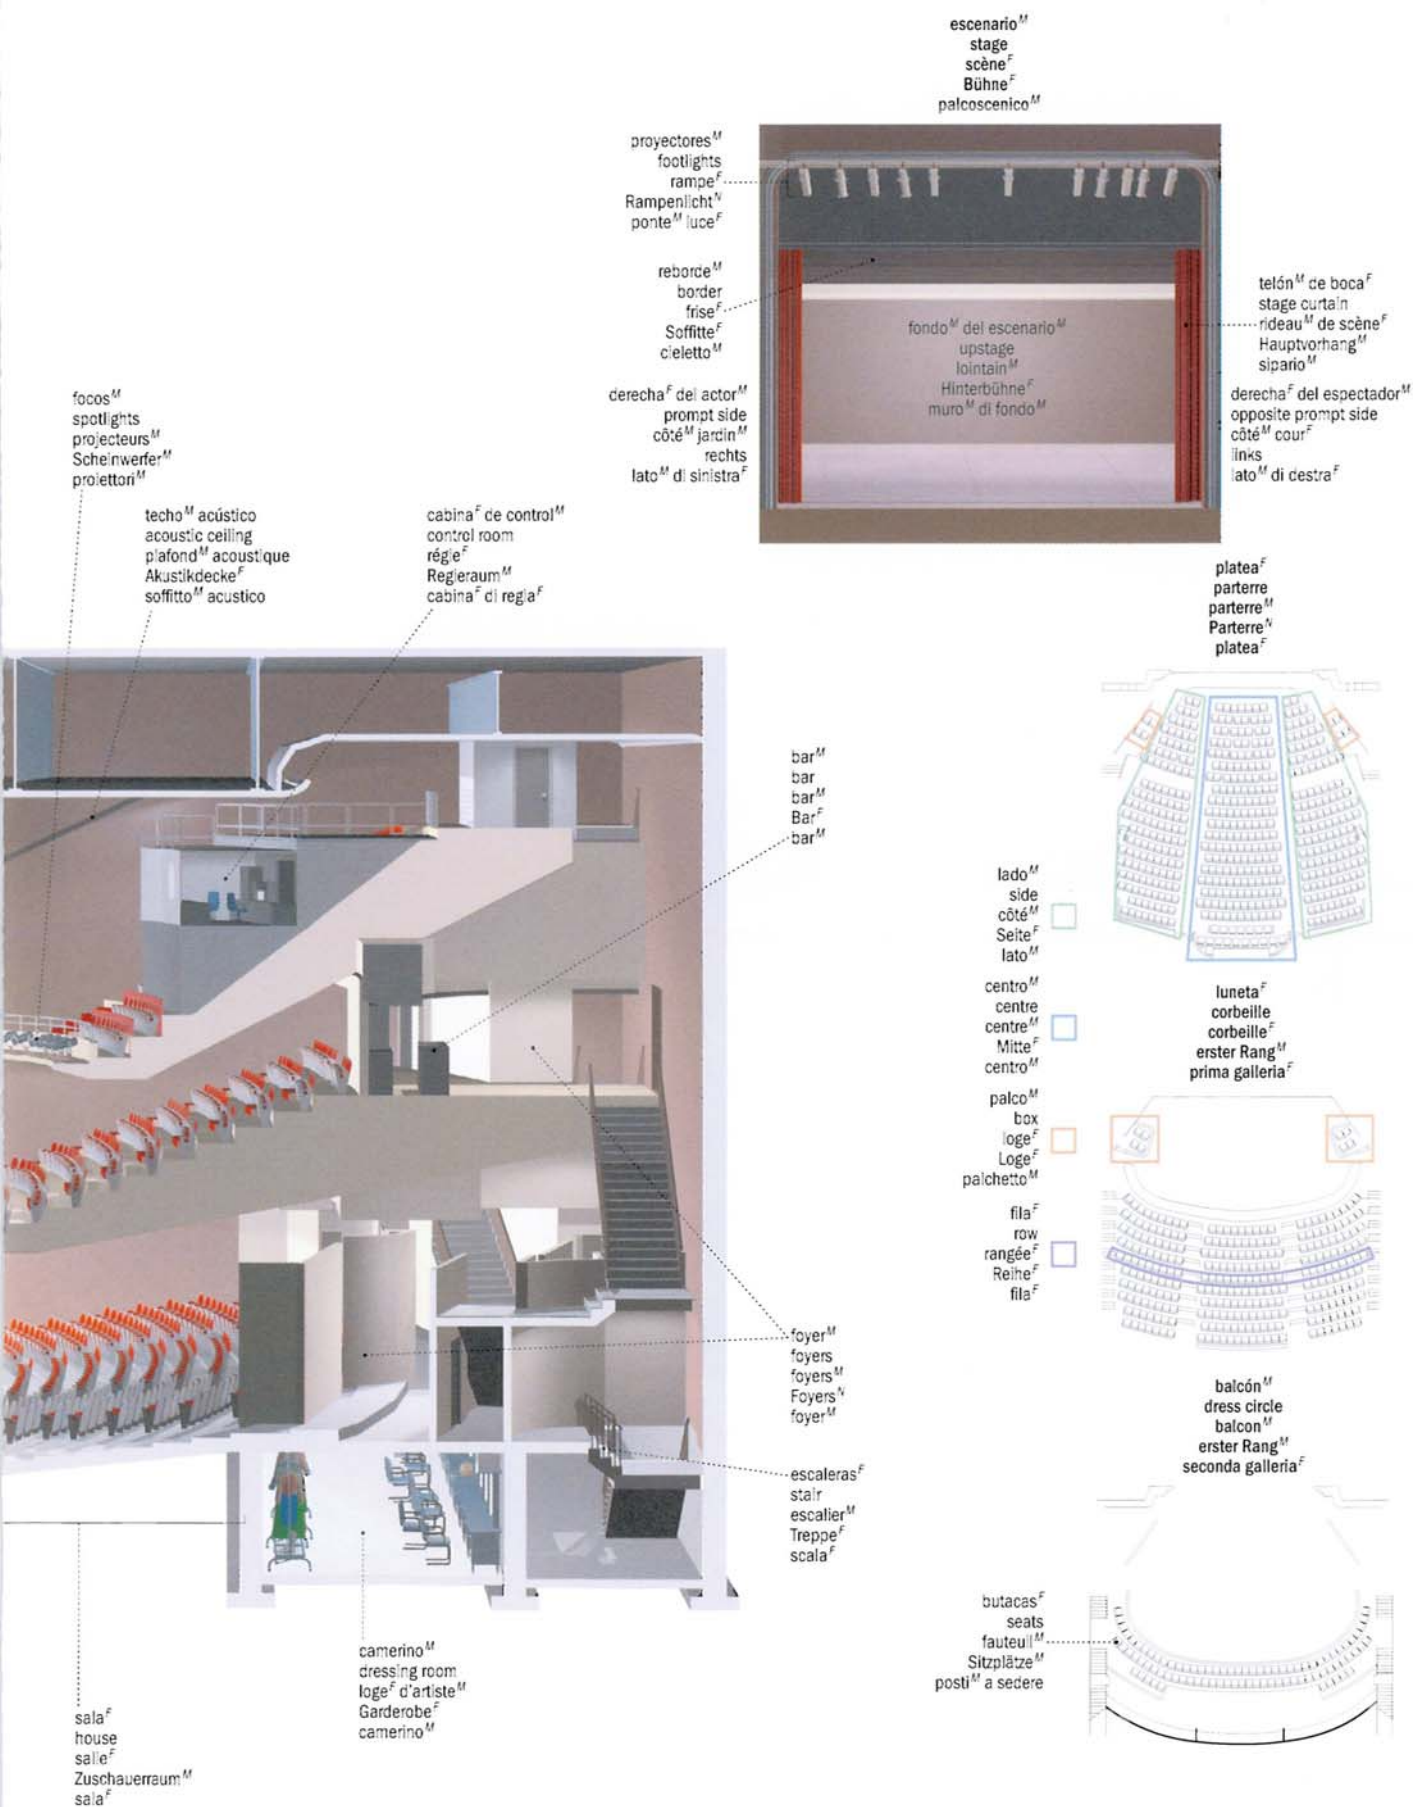 escenario M
stage
scène F
Bühne F
palcoscenico M
proyectores M
footlights
rampe F
Rampenlicht N
ponte M luce F
reborde M
border
frise F
Soffitte F
cieletto M
fondo M del escenario M
upstage
lointain M
Hinterbühne F
muro M di fondo M
telón M de boca F
stage curtain
rideau M de scène F
Hauptvorhang M
sipario M
derecha F del actor M
prompt side
côté M jardin M
rechts
lato M di sinistra F
derecha F del espectador M
opposite prompt side
côté M cour F
links
lato M di destra F
focos M
spotlights
projecteurs M
Scheinwerfer M
proiettori M
techo M acústico
acoustic ceiling
plafond M acoustique
Akustikdecke F
soffitto M acustico
cabina F de control M
control room
régie F
Regieraum M
cabina F di regia F
platea F
parterre
parterre M
Parterre N
platea F
bar M
bar
bar M
Bar F
bar M
lado M
side
côté M
Seite F
lato M
centro M
centre
centre M
Mitte F
centro M
palco M
box
loge F
Loge F
palchetto M
fila F
row
rangée F
Reihe F
fila F
luneta F
corbeille
corbeille F
erster Rang M
prima galleria F
foyer M
foyers
foyers M
Foyers N
foyer M
balcón M
dress circle
balcon M
erster Rang M
seconda galleria F
escaleras F
stair
escalier M
Treppe F
scala F
butacas F
seats
fauteuil M
Sitzplätze M
posti M a sedere
camerino M
dressing room
loge F d'artiste M
Garderobe F
camerino M
sala F
house
salle F
Zuschauerraum M
sala F